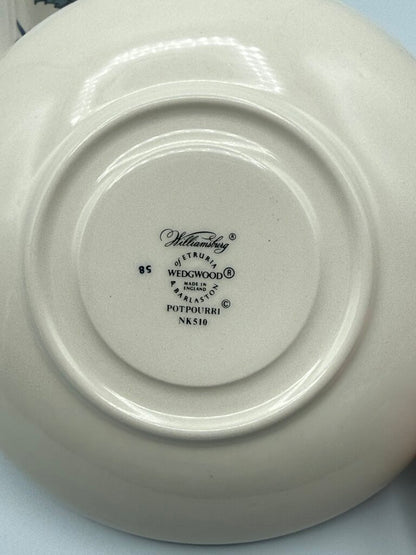 Williamsburg®
of ETRURIA
WEDGWOOD®
MADE IN
ENGLAND
& BARLASTON
POTPOURRI©
NK510
58